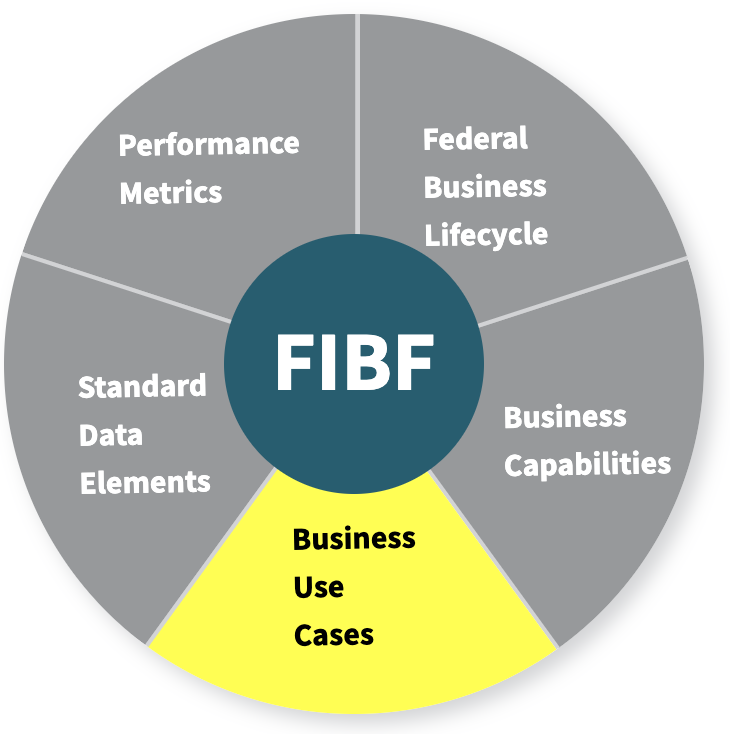 Performance
Metrics
Federal
Business
Lifecycle
FIBF
Standard
Data
Elements
Business
Capabilities
Business
Use
Cases